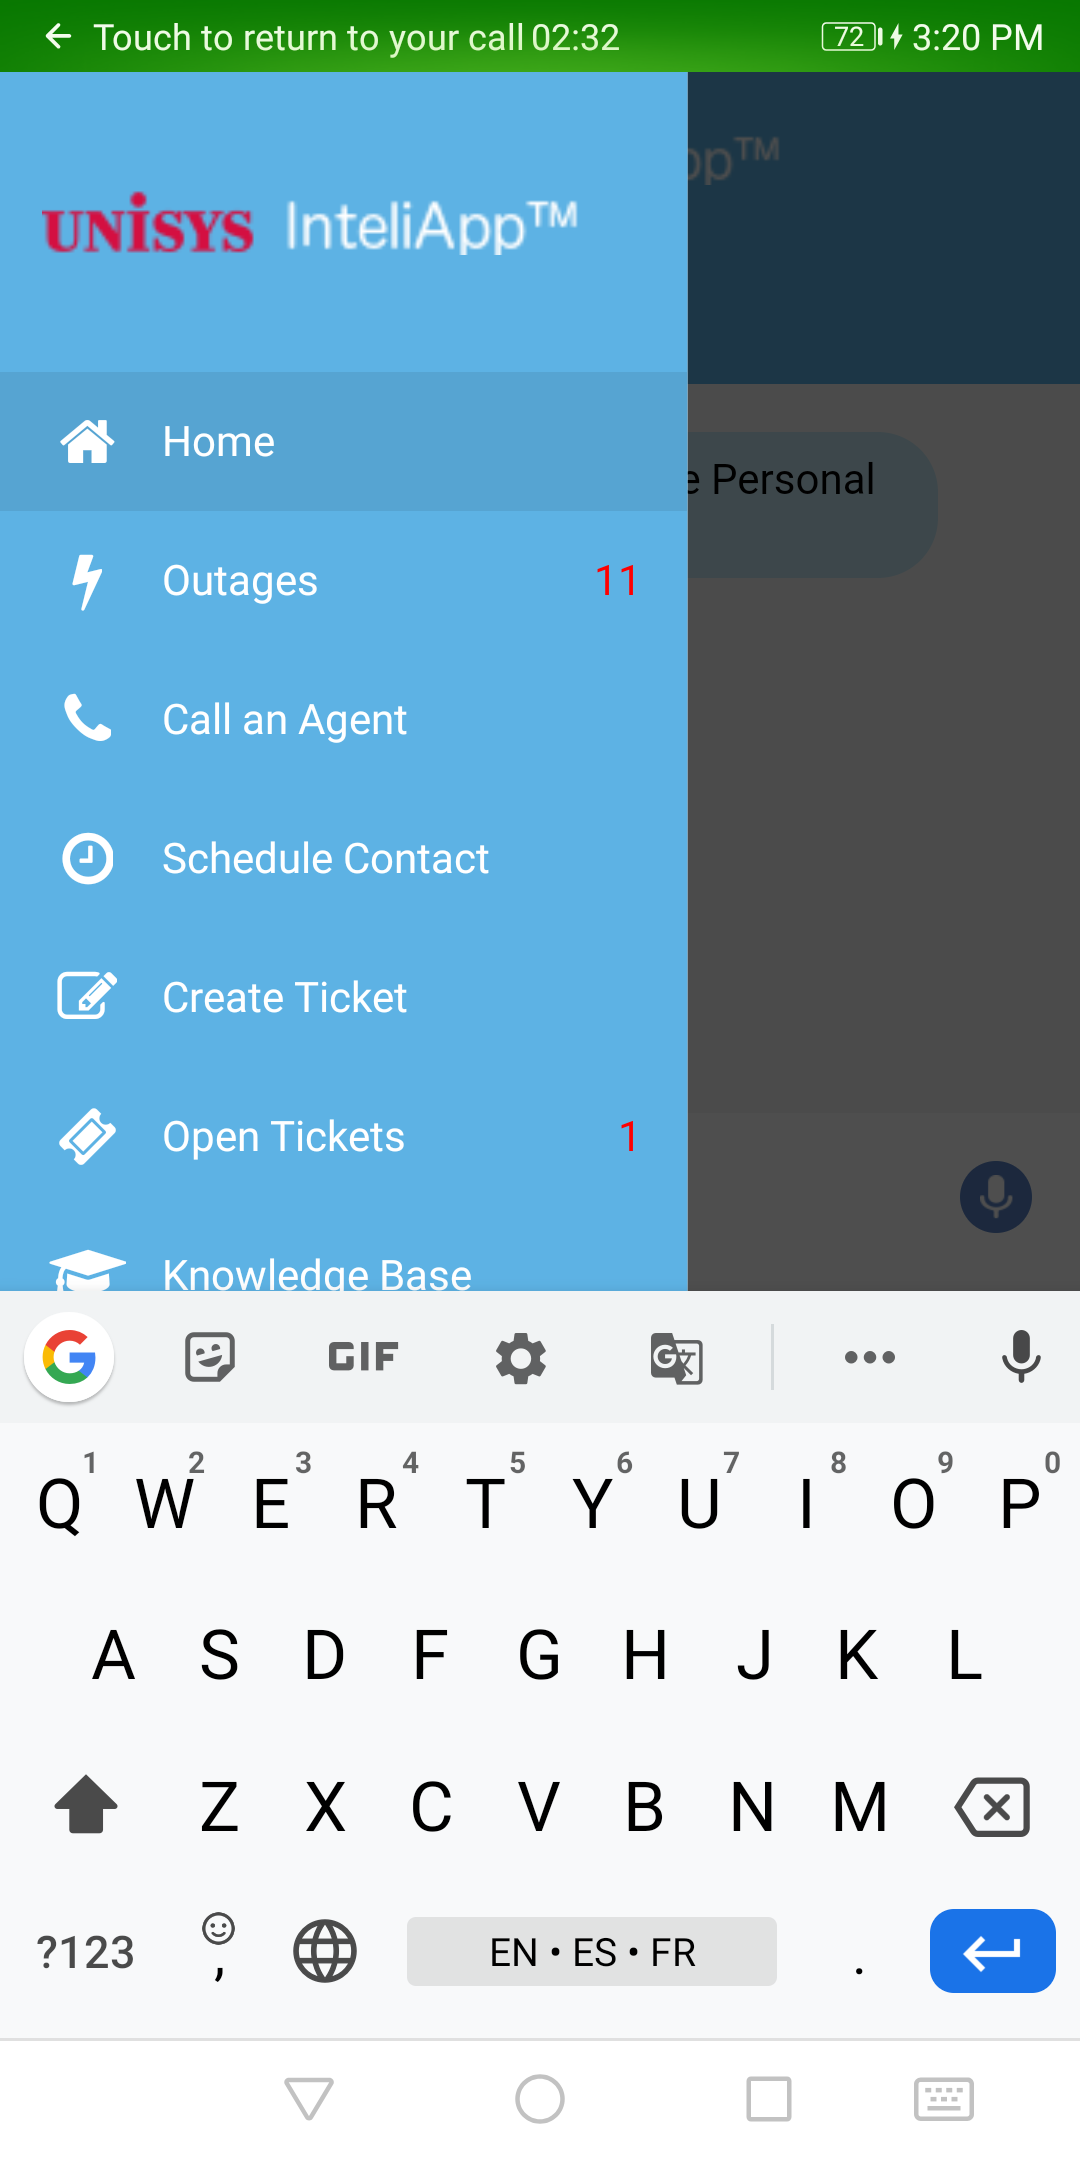 Touch to return to your call 02:32
72
3:20 PM
UNiSYS InteliApp™
pp™
Home
e Personal
Outages 11
Call an Agent
Schedule Contact
Create Ticket
Open Tickets 1
Knowledge Base
G GIF G文
1 2 3 4 5 6 7 8 9 0
Q W E R T Y U I O P
A S D F G H J K L
Z X C V B N M
?123 , EN • ES • FR .